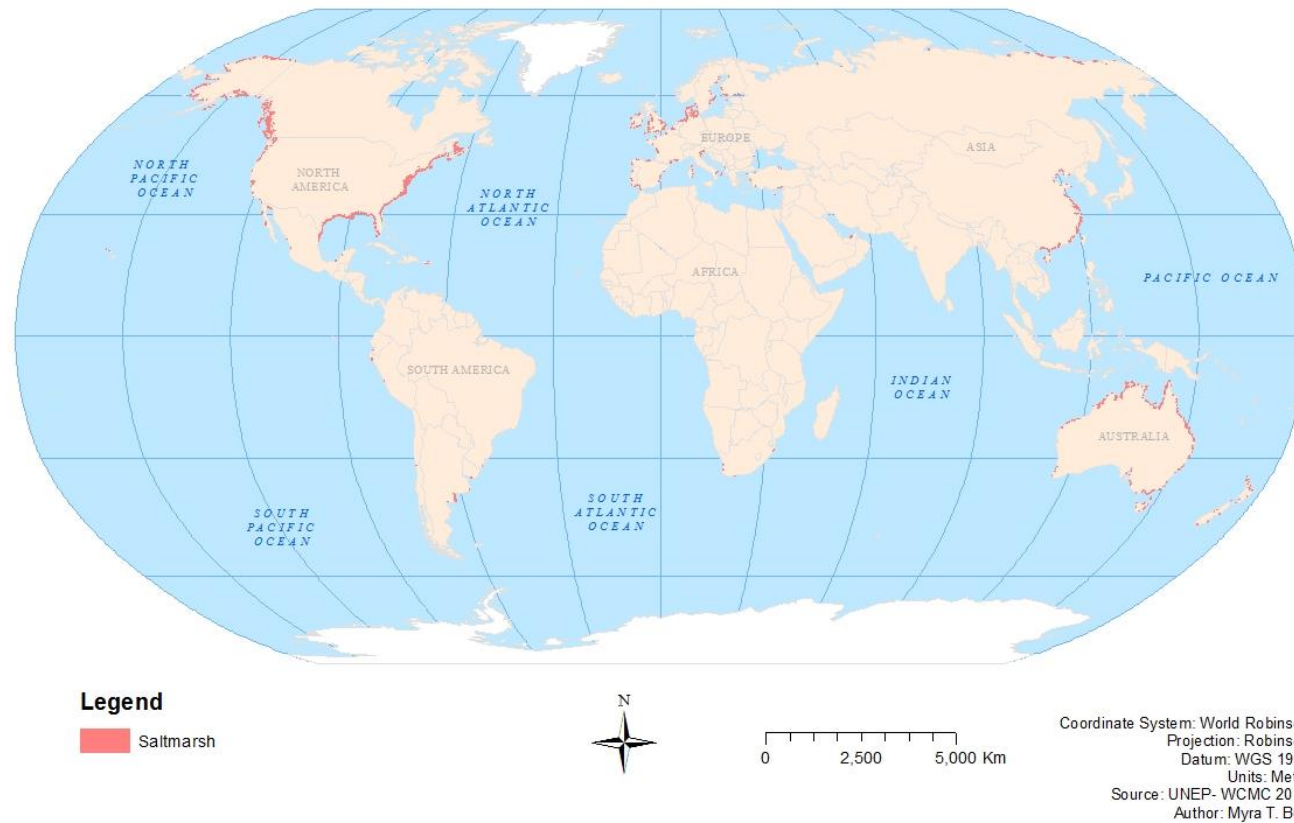 NORTH
PACIFIC
OCEAN
NORTH
AMERICA
NORTH
ATLANTIC
OCEAN
EUROPE
ASIA
AFRICA
PACIFIC OCEAN
SOUTH AMERICA
INDIAN
OCEAN
AUSTRALIA
SOUTH
PACIFIC
OCEAN
SOUTH
ATLANTIC
OCEAN
Legend
Saltmarsh
N
0 2,500 5,000 Km
Coordinate System: World Robins
Projection: Robins
Datum: WGS 19
Units: Me
Source: UNEP- WCMC 20
Author: Myra T. B